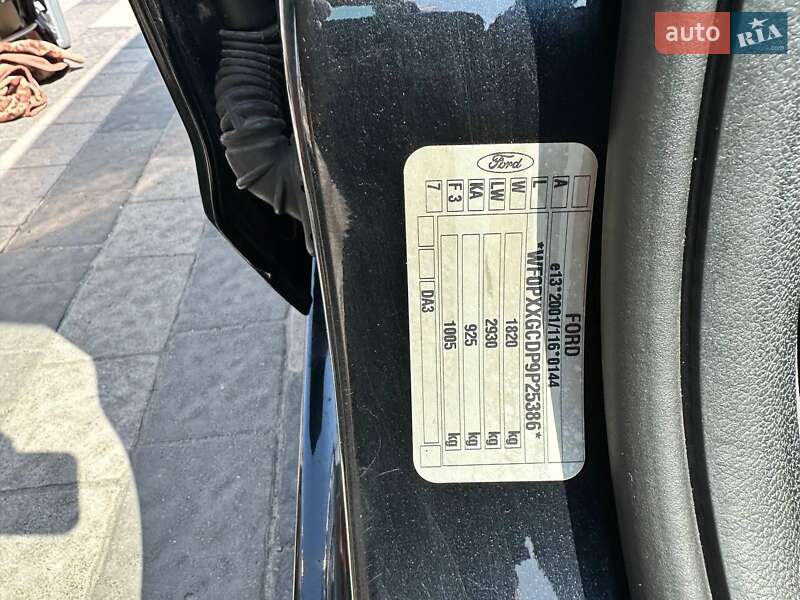 auto RIA
Ford
FORD
e13*2001/116*0144
*WF0PXXGCDP9P25386*
1820 kg
2930 kg
925 kg
1005 kg
DA3
A
L
W
LW
KA
F 3
7